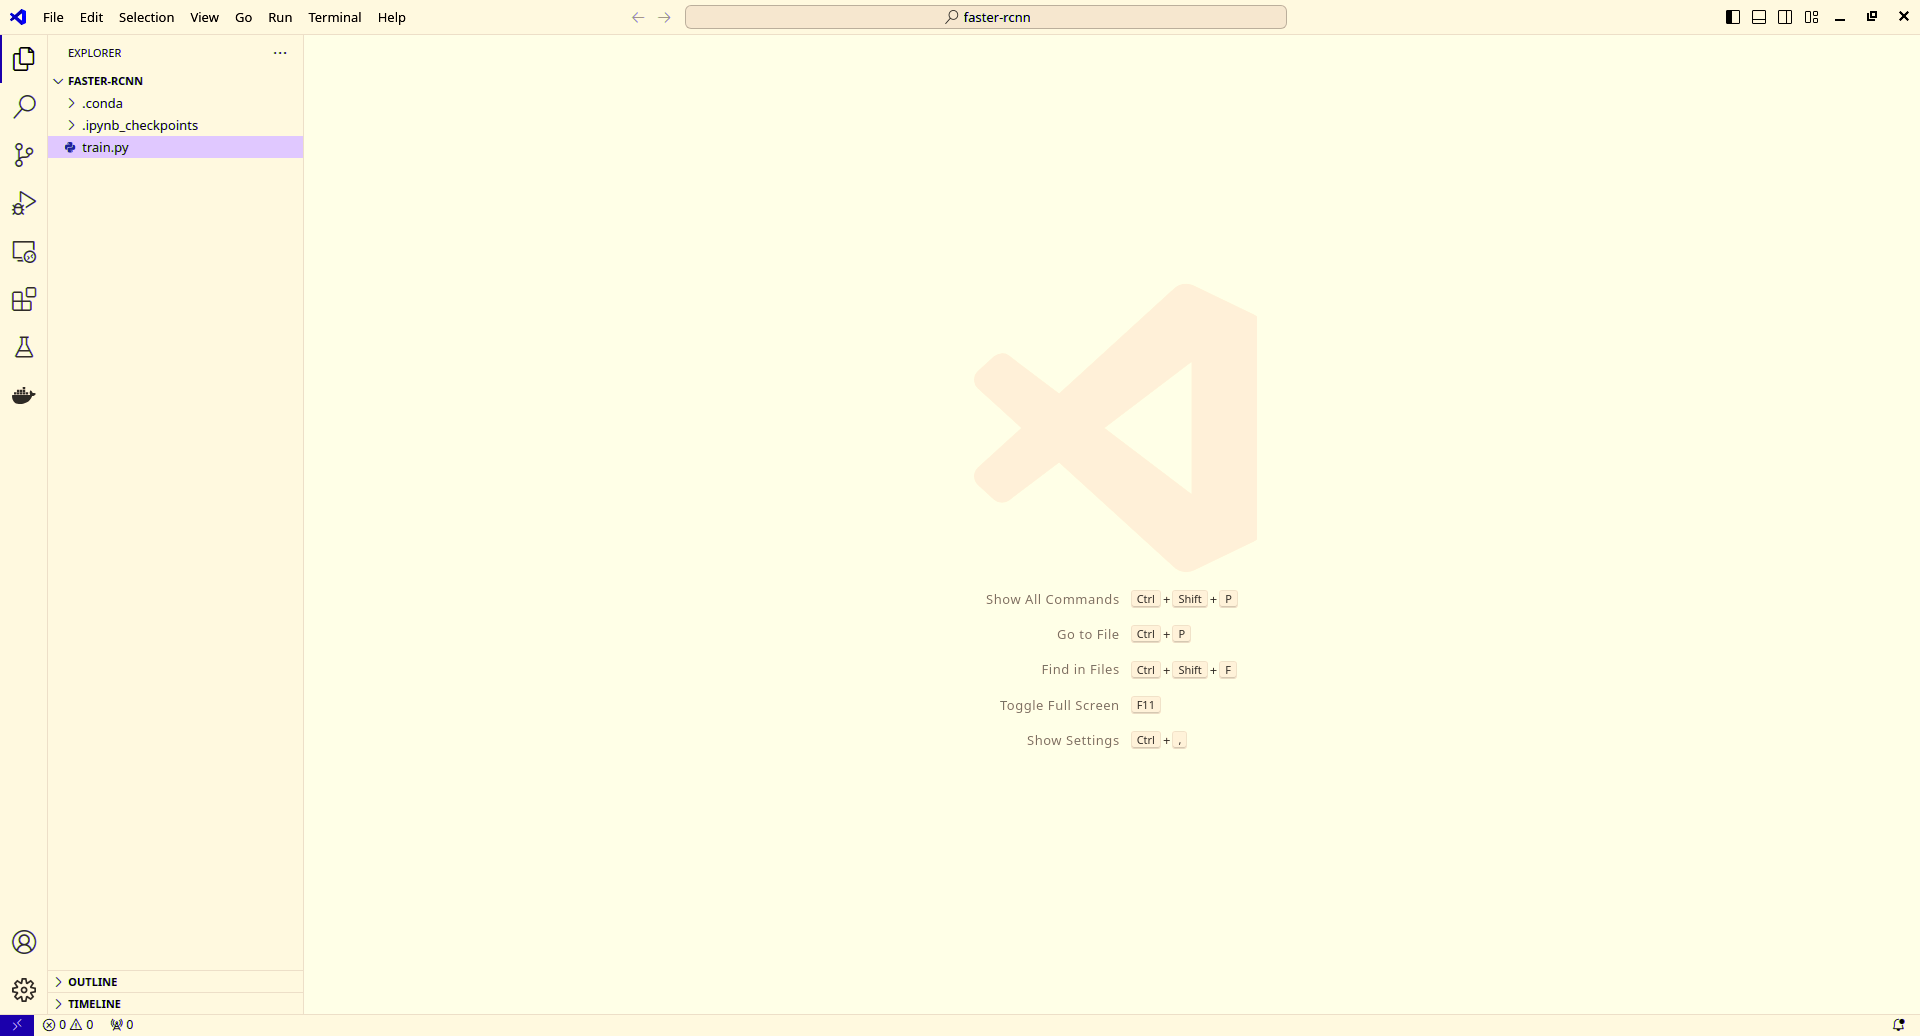 File Edit Selection View Go Run Terminal Help
faster-rcnn
EXPLORER
FASTER-RCNN
.conda
.ipynb_checkpoints
train.py
Show All Commands Ctrl + Shift + P
Go to File Ctrl + P
Find in Files Ctrl + Shift + F
Toggle Full Screen F11
Show Settings Ctrl + ,
OUTLINE
TIMELINE
0 0 0